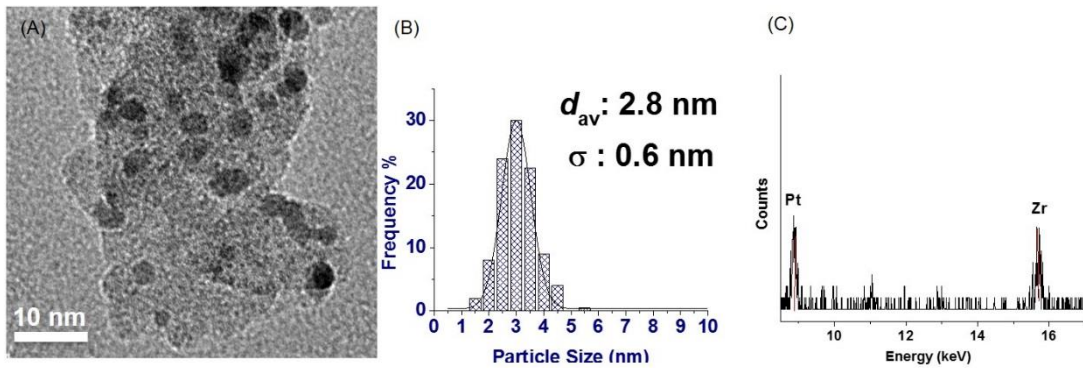 (A)
10 nm
(B)
d av: 2.8 nm
σ : 0.6 nm
Frequency %
30
20
10
0
0 1 2 3 4 5 6 7 8 9 10
Particle Size (nm)
(C)
Counts
Pt
Zr
10 12 14 16
Energy (keV)